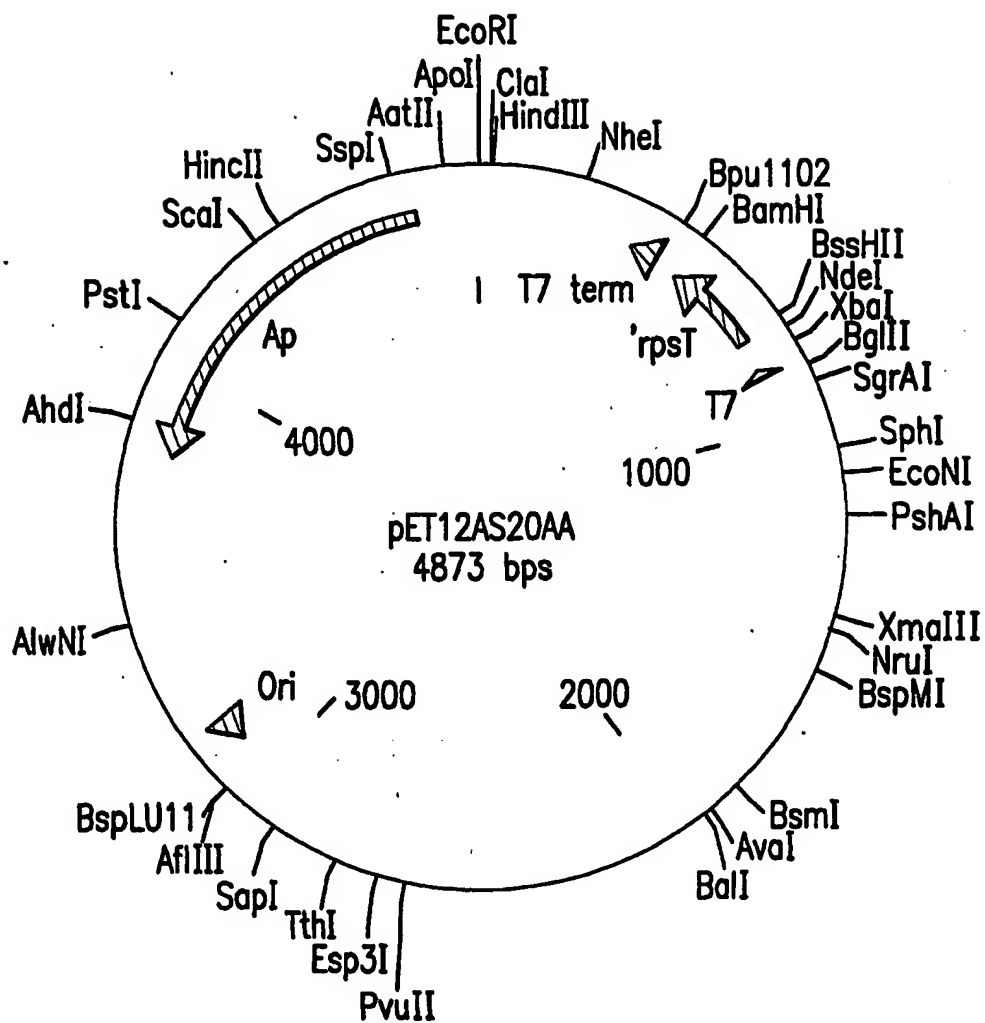 EcoRI
ApoI
ClaI
AatII
HindIII
SspI
NheI
HincII
Bpu1102
ScaI
BamHI
BssHII
PstI
NdeI
T7 term
XbaI
Ap
'rpsT
BglII
SgrAI
AhdI
T7
4000
SphI
1000
EcoNI
pET12AS20AA
PshAI
4873 bps
AlwNI
XmaIII
NruI
Ori
3000
2000
BspMI
BspLU11
BsmI
AflIII
AvaI
SapI
BalI
TthI
Esp3I
PvuII